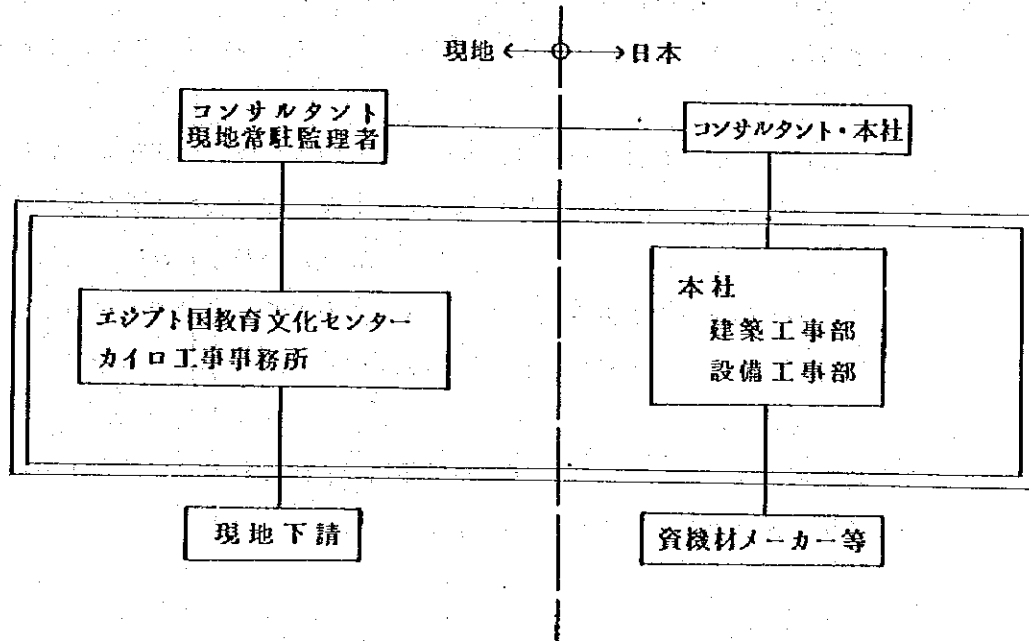 現地 ←○→ 日本
コンサルタント
現地常駐監理者
コンサルタント・本社
エジプト国教育文化センター
カイロ工事事務所
本社
建築工事部
設備工事部
現地下請
資機材メーカー等